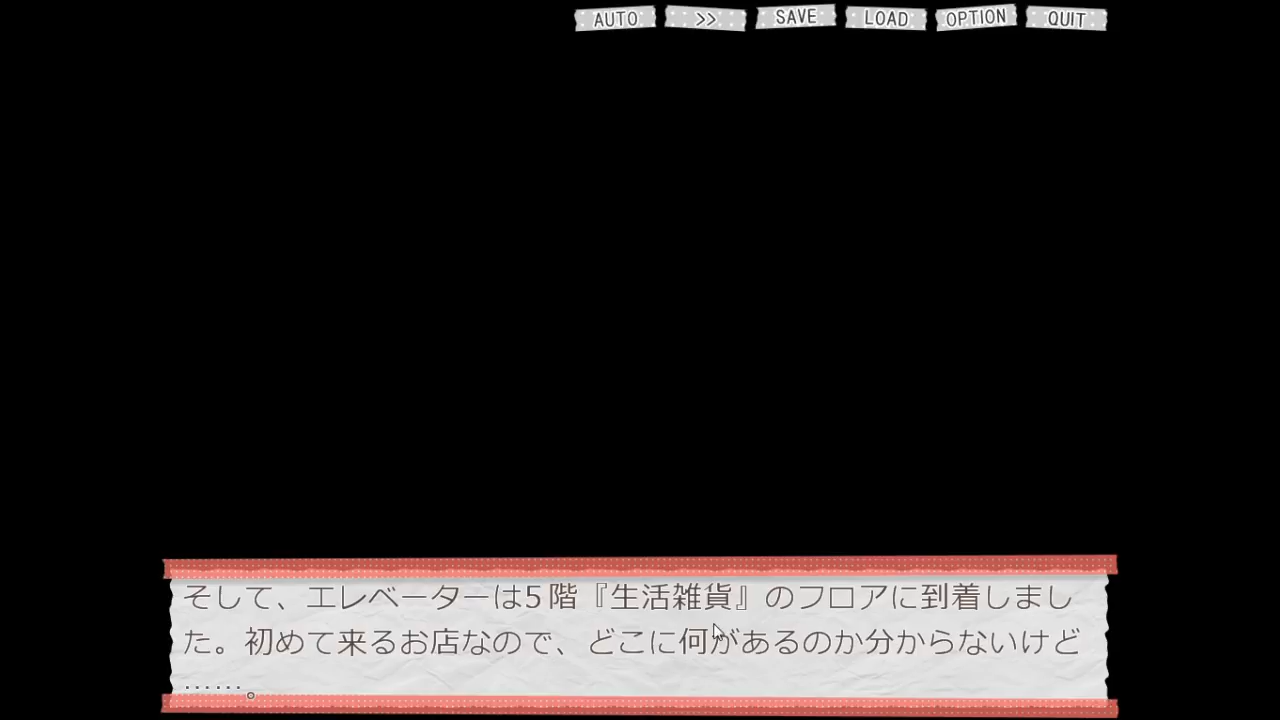 AUTO >> SAVE LOAD OPTION QUIT
そして、エレベーターは5階『生活雑貨』のフロアに到着しまし
た。初めて来るお店なので、どこに何があるのか分からないけど
……。